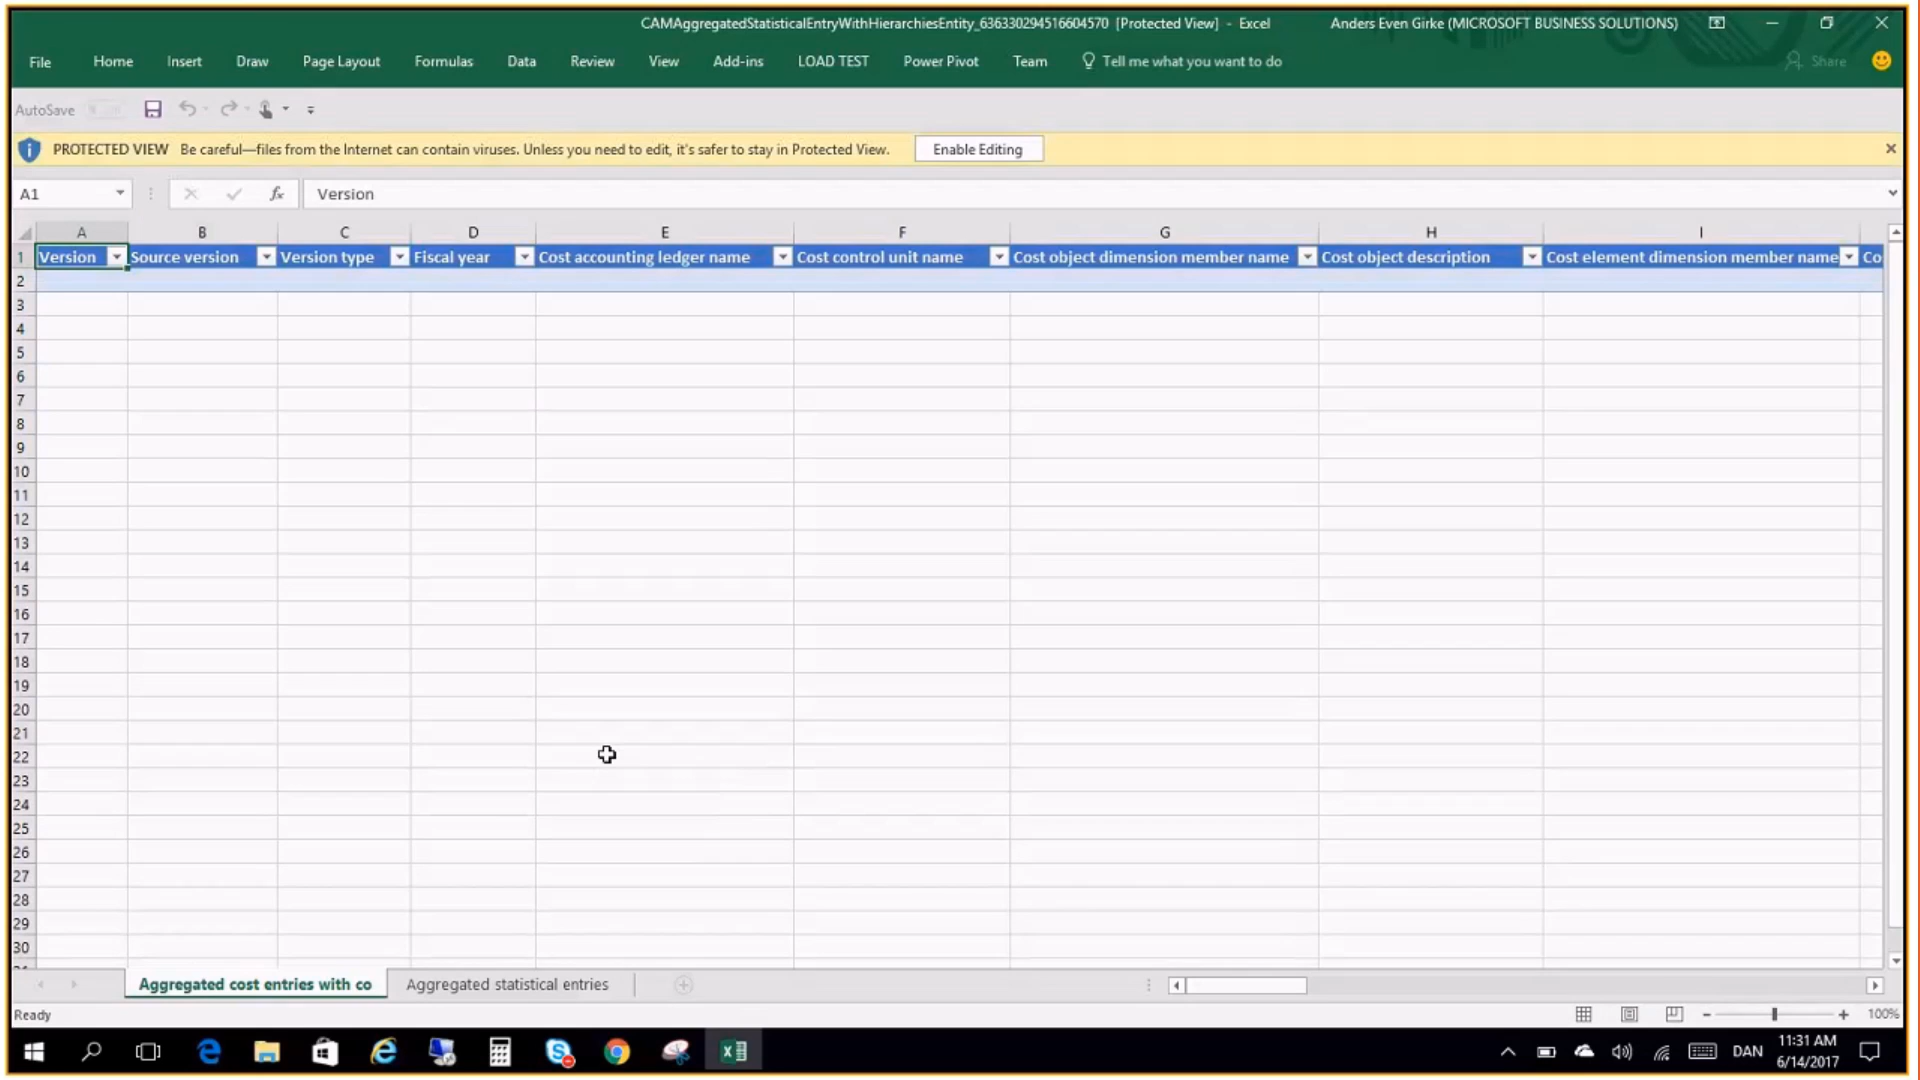 CAMAggregatedStatisticalEntryWithHierarchiesEntity_636330294516604570 [Protected View] - Excel
Anders Even Girke (MICROSOFT BUSINESS SOLUTIONS)
File Home Insert Draw Page Layout Formulas Data Review View Add-ins LOAD TEST Power Pivot Team Tell me what you want to do Share
AutoSave
PROTECTED VIEW Be careful—files from the Internet can contain viruses. Unless you need to edit, it's safer to stay in Protected View. Enable Editing
A1 fx Version
A B C D E F G H I
1 Version Source version Version type Fiscal year Cost accounting ledger name Cost control unit name Cost object dimension member name Cost object description Cost element dimension member name Co
2
3
4
5
6
7
8
9
10
11
12
13
14
15
16
17
18
19
20
21
22
23
24
25
26
27
28
29
30
Aggregated cost entries with co Aggregated statistical entries
Ready 100%
DAN 11:31 AM
6/14/2017